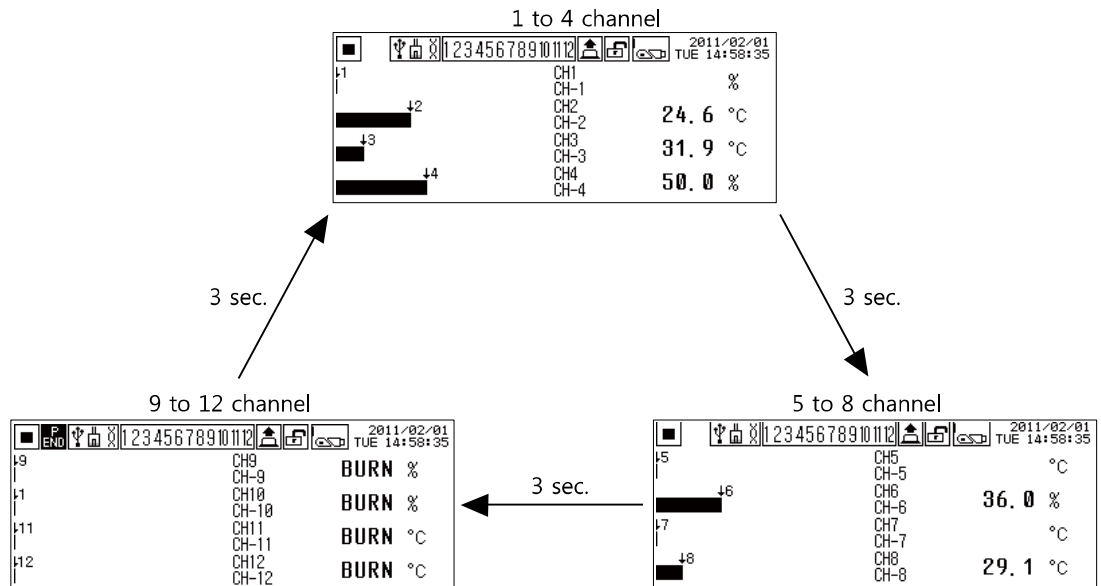 1 to 4 channel
1 2 3 4 5 6 7 8 9 10 11 12
2011/02/01
TUE 14:58:35
↓1
CH1
CH-1
%
↓2
CH2
CH-2
24.6 °C
↓3
CH3
CH-3
31.9 °C
↓4
CH4
CH-4
50.0 %
3 sec.
3 sec.
9 to 12 channel
P
END
1 2 3 4 5 6 7 8 9 10 11 12
2011/02/01
TUE 14:58:35
↓9
CH9
CH-9
BURN %
↓1
CH10
CH-10
BURN %
↓11
CH11
CH-11
BURN °C
↓12
CH12
CH-12
BURN °C
3 sec.
5 to 8 channel
1 2 3 4 5 6 7 8 9 10 11 12
2011/02/01
TUE 14:58:35
↓5
CH5
CH-5
°C
↓6
CH6
CH-6
36.0 %
↓7
CH7
CH-7
°C
↓8
CH8
CH-8
29.1 °C